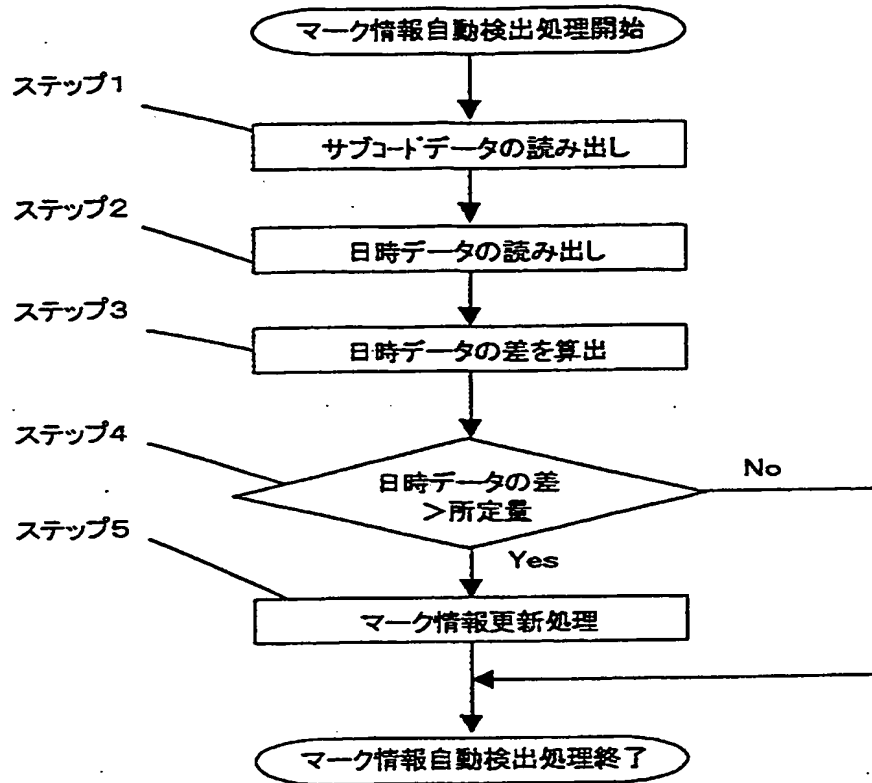 マーク情報自動検出処理開始
ステップ1
サブコードデータの読み出し
ステップ2
日時データの読み出し
ステップ3
日時データの差を算出
ステップ4
日時データの差
＞所定量
No
ステップ5
Yes
マーク情報更新処理
マーク情報自動検出処理終了